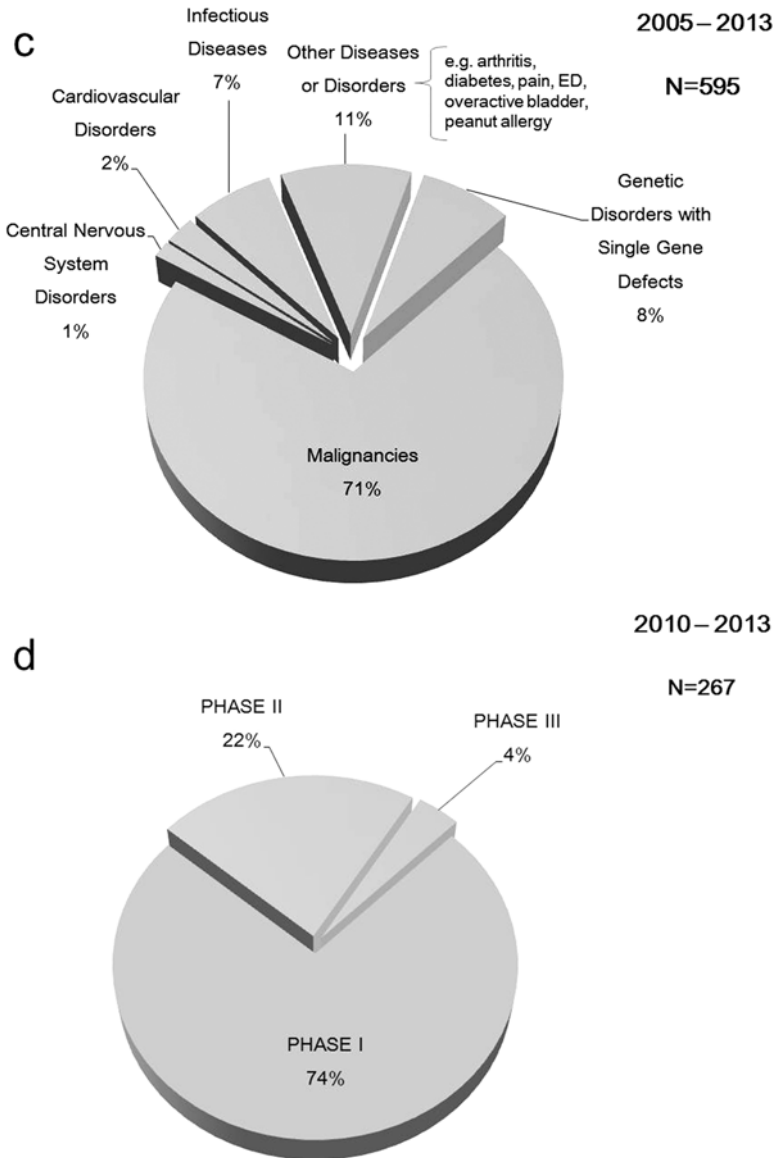 c
2005–2013
N=595
Infectious
Diseases
7%
Other Diseases
or Disorders
11%
e.g. arthritis,
diabetes, pain, ED,
overactive bladder,
peanut allergy
Cardiovascular
Disorders
2%
Genetic
Disorders with
Single Gene
Defects
8%
Central Nervous
System
Disorders
1%
Malignancies
71%
d
2010–2013
N=267
PHASE II
22%
PHASE III
4%
PHASE I
74%